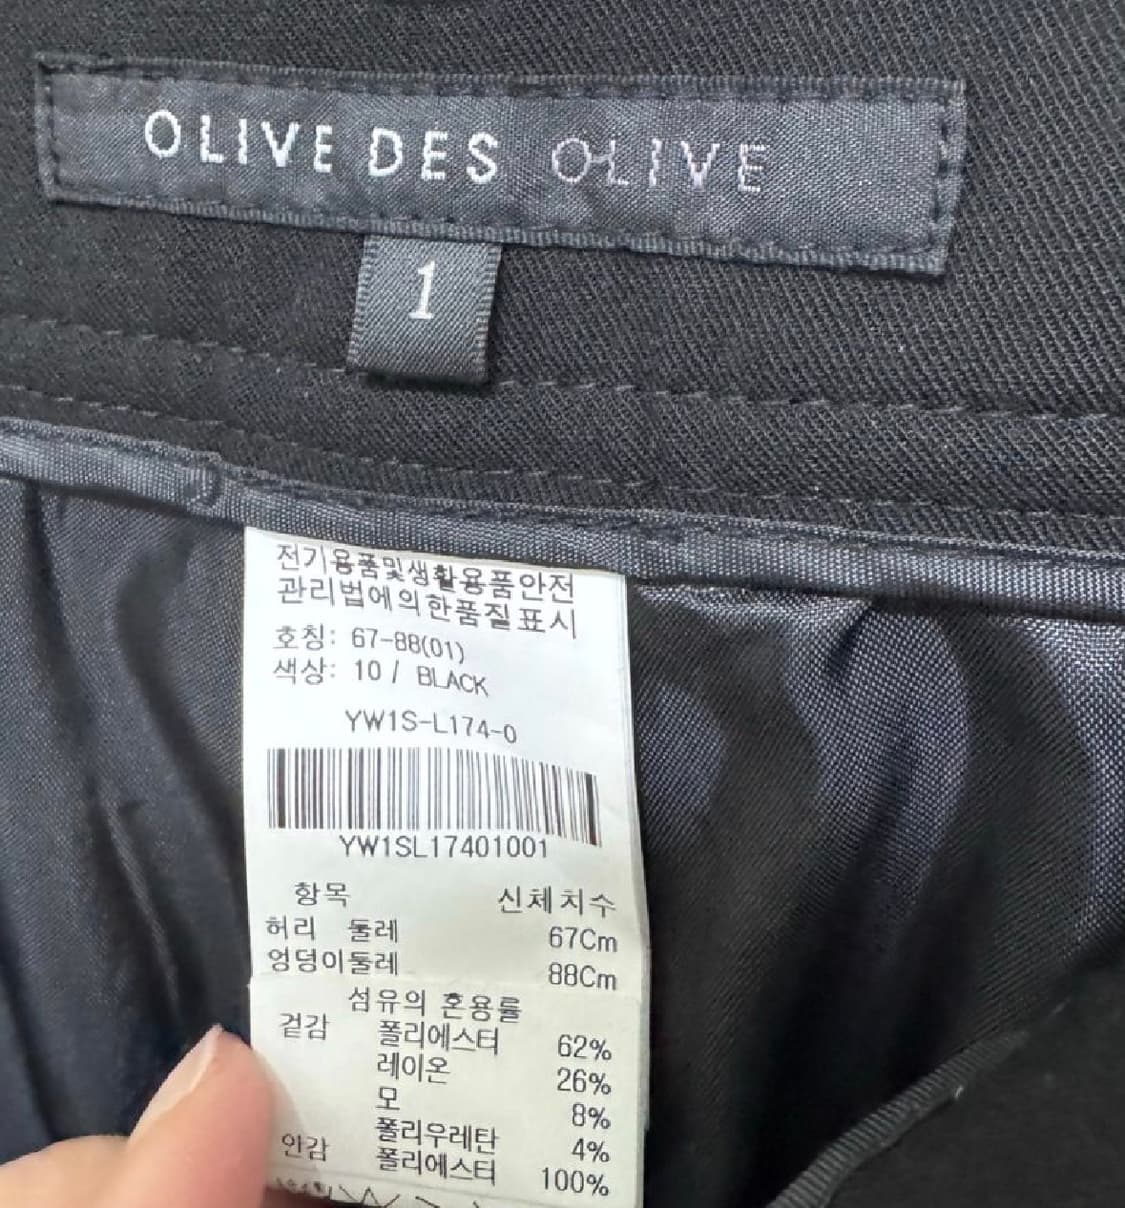 OLIVE DES OLIVE
1
전기용품및생활용품안전
관리법에의한품질표시
호칭: 67-88(01)
색상: 10 / BLACK
YW1S-L174-0
YW1SL17401001
항목 신체치수
허리 둘레 67Cm
엉덩이둘레 88Cm
섬유의 혼용률
겉감 폴리에스터 62%
레이온 26%
모 8%
폴리우레탄 4%
안감 폴리에스터 100%